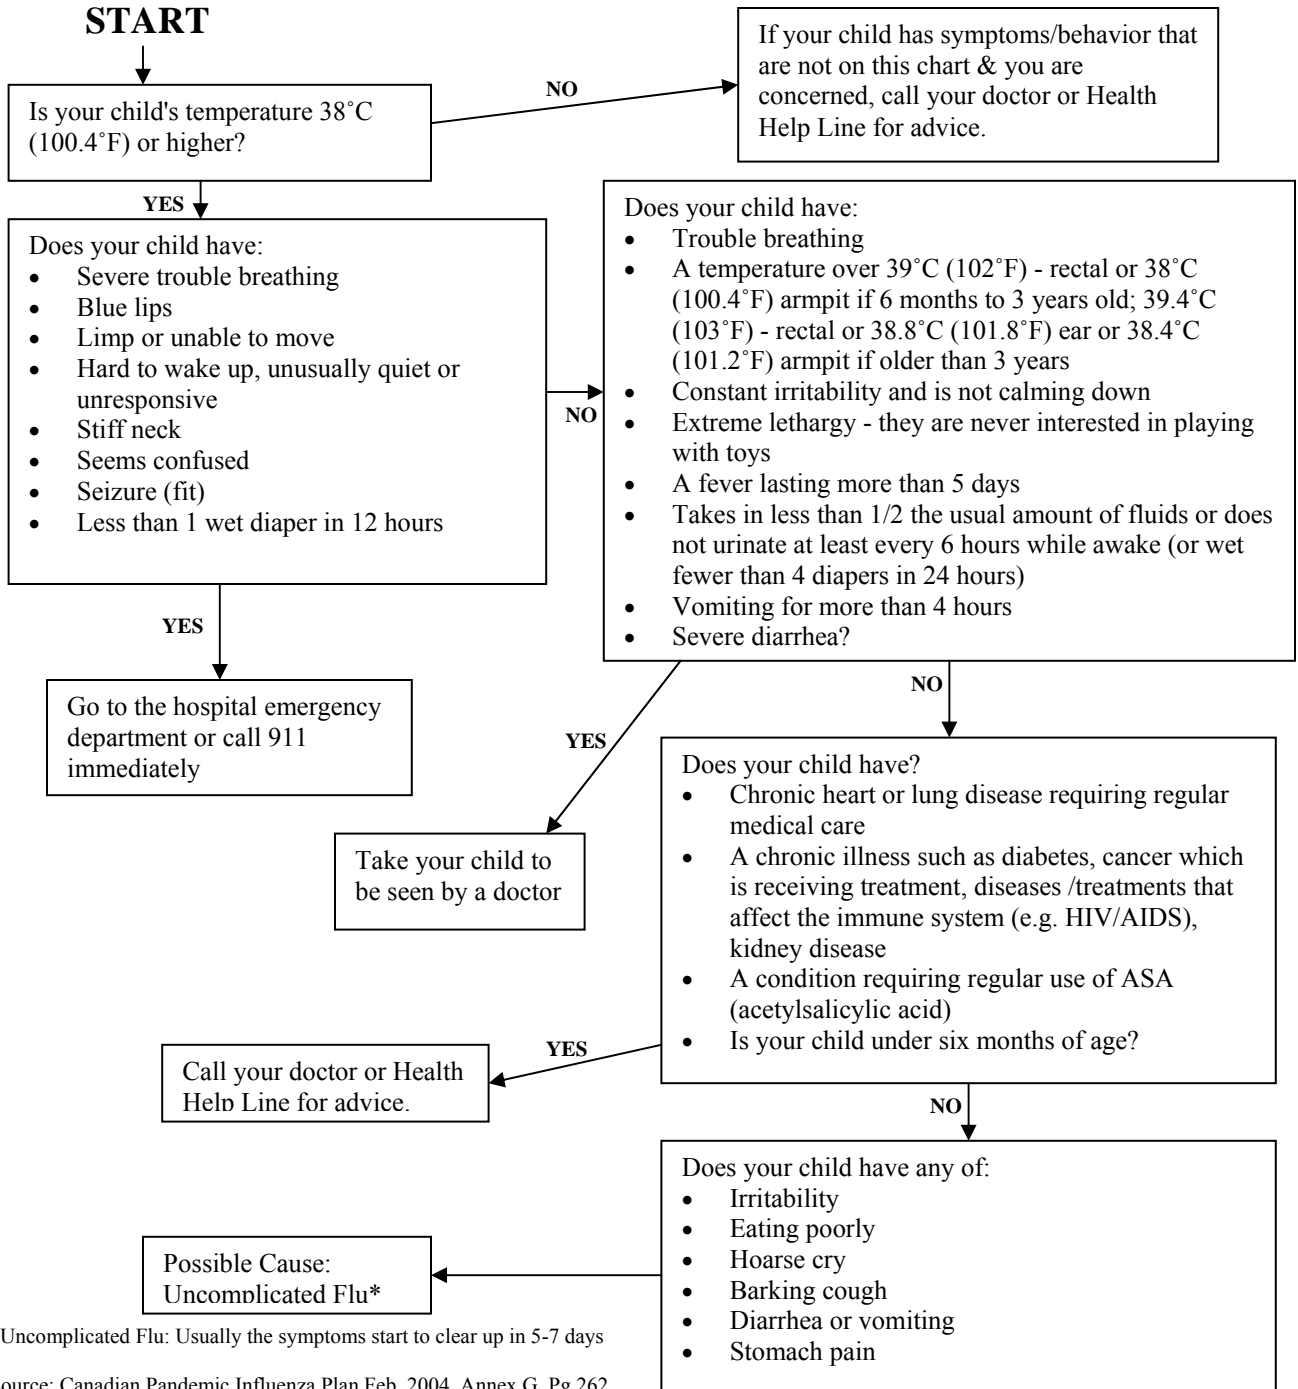 START
Is your child's temperature 38˚C
(100.4˚F) or higher?
NO
If your child has symptoms/behavior that
are not on this chart & you are
concerned, call your doctor or Health
Help Line for advice.
YES
Does your child have:
• Severe trouble breathing
• Blue lips
• Limp or unable to move
• Hard to wake up, unusually quiet or
unresponsive
• Stiff neck
• Seems confused
• Seizure (fit)
• Less than 1 wet diaper in 12 hours
NO
Does your child have:
• Trouble breathing
• A temperature over 39˚C (102˚F) - rectal or 38˚C
(100.4˚F) armpit if 6 months to 3 years old; 39.4˚C
(103˚F) - rectal or 38.8˚C (101.8˚F) ear or 38.4˚C
(101.2˚F) armpit if older than 3 years
• Constant irritability and is not calming down
• Extreme lethargy - they are never interested in playing
with toys
• A fever lasting more than 5 days
• Takes in less than 1/2 the usual amount of fluids or does
not urinate at least every 6 hours while awake (or wet
fewer than 4 diapers in 24 hours)
• Vomiting for more than 4 hours
• Severe diarrhea?
YES
Go to the hospital emergency
department or call 911
immediately
YES
Take your child to
be seen by a doctor
NO
Does your child have?
• Chronic heart or lung disease requiring regular
medical care
• A chronic illness such as diabetes, cancer which
is receiving treatment, diseases /treatments that
affect the immune system (e.g. HIV/AIDS),
kidney disease
• A condition requiring regular use of ASA
(acetylsalicylic acid)
• Is your child under six months of age?
YES
Call your doctor or Health
Help Line for advice.
NO
Does your child have any of:
• Irritability
• Eating poorly
• Hoarse cry
• Barking cough
• Diarrhea or vomiting
• Stomach pain
Possible Cause:
Uncomplicated Flu*
Uncomplicated Flu: Usually the symptoms start to clear up in 5-7 days
ource: Canadian Pandemic Influenza Plan Feb. 2004, Annex G, Pg 262